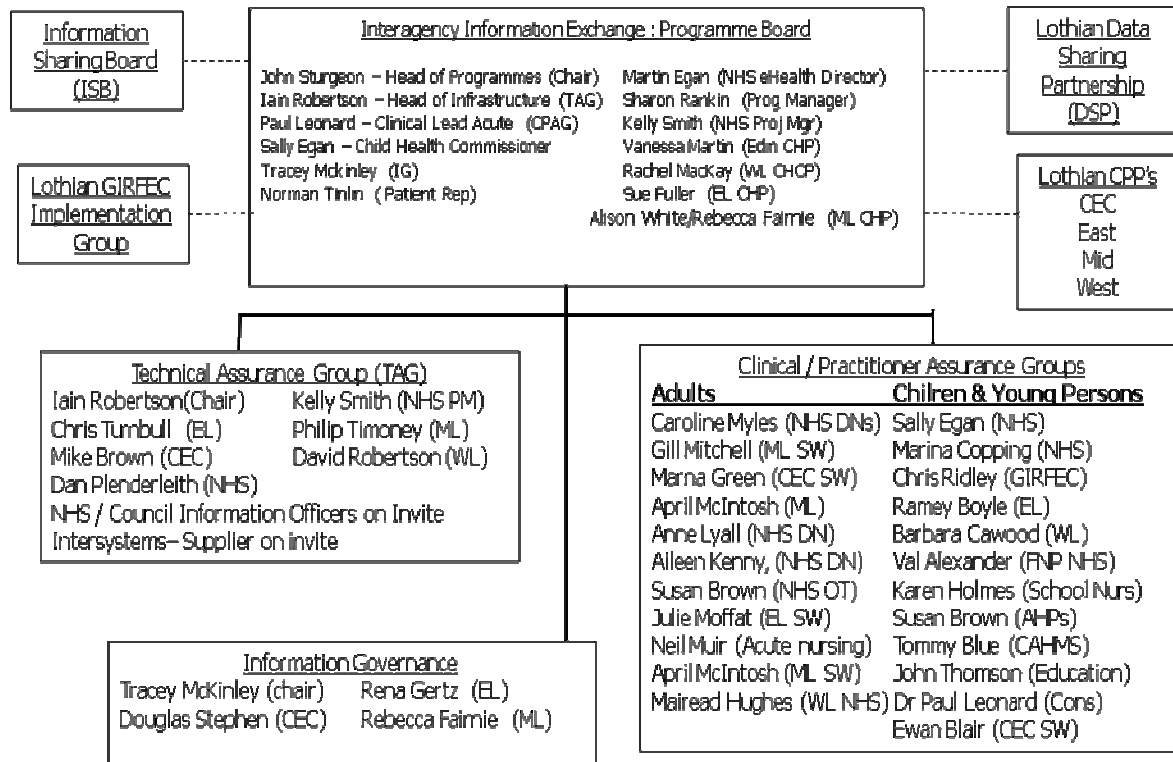 Information
Sharing Board
(ISB)
Lothian GIRFEC
Implementation
Group
Interagency Information Exchange : Programme Board
John Sturgeon – Head of Programmes (Chair)
Iain Robertson – Head of Infrastructure (TAG)
Paul Leonard – Clinical Lead Acute (CPAG)
Sally Egan – Child Health Commissioner
Tracey Mckinley (IG)
Norman Tinlin ( Patient Rep)
Martin Egan (NHS eHealth Director)
Sharon Rankin (Prog Manager)
Kelly Smith (NHS Proj Mgr)
Vanessa Martin (Edin CHP)
Rachel MacKay (WL CHCP)
Sue Fuller (EL CHP)
Alison White/Rebecca Fairnie (ML CHP)
Lothian Data
Sharing
Partnership
(DSP)
Lothian CPP's
CEC
East
Mid
West
Technical Assurance Group (TAG)
Iain Robertson(Chair) Kelly Smith (NHS PM)
Chris Turnbull (EL) Philip Timoney (ML)
Mike Brown (CEC) David Robertson (WL)
Dan Plenderleith (NHS)
NHS / Council Information Officers on Invite
Intersystems– Supplier on invite
Information Governance
Tracey McKinley (chair) Rena Gertz (EL)
Douglas Stephen (CEC) Rebecca Fairnie (ML)
Clinical / Practitioner Assurance Groups
Adults Chilren & Young Persons
Caroline Myles (NHS DNs) Sally Egan (NHS)
Gill Mitchell (ML SW) Marina Copping (NHS)
Marna Green (CEC SW) Chris Ridley (GIRFEC)
April McIntosh (ML) Ramey Boyle (EL)
Anne Lyall (NHS DN) Barbara Cawood (WL)
Aileen Kenny, (NHS DN) Val Alexander (FNP NHS)
Susan Brown (NHS OT) Karen Holmes (School Nurs)
Julie Moffat (EL SW) Susan Brown (AHPs)
Neil Muir (Acute nursing) Tommy Blue (CAHMS)
April McIntosh (ML SW) John Thomson (Education)
Mairead Hughes (WL NHS) Dr Paul Leonard (Cons)
Ewan Blair (CEC SW)